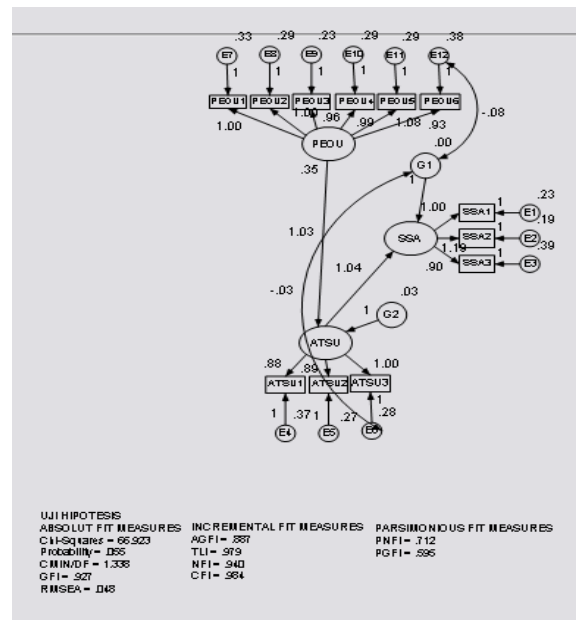 .33 .29 .23 .29 .29 .38
E7 E8 E9 E10 E11 E12
1 1 1 1 1 1
PEOU1 PEOU2 PEOU3 PEOU4 PEOU5 PEOU6
1.00 1.00 .96 .99 1.08 .93
-.08
PEOU
.35
.00
G1
1
1.00
SSA
SSA1 1 E1 .23
SSA2 1 E2 .19
SSA3 1 E3 .39
1.19
.90
1.03
1.04
-.03
.03
1 G2
ATSU
.88 .89 1.00
ATSU1 ATSU2 ATSU3
1 .37 1 .27 1 .28
E4 E5 E6
UJI HIPOTESIS
ABSOLUT FIT MEASURES
Chi-Squares = 66.923
Probability = .055
CMIN/DF = 1.338
GFI = .927
RMSEA = .048
INCREMENTAL FIT MEASURES
AGFI = .887
TLI = .979
NFI = .940
CFI = .984
PARSIMONIOUS FIT MEASURES
PNFI = .712
PGFI = .595